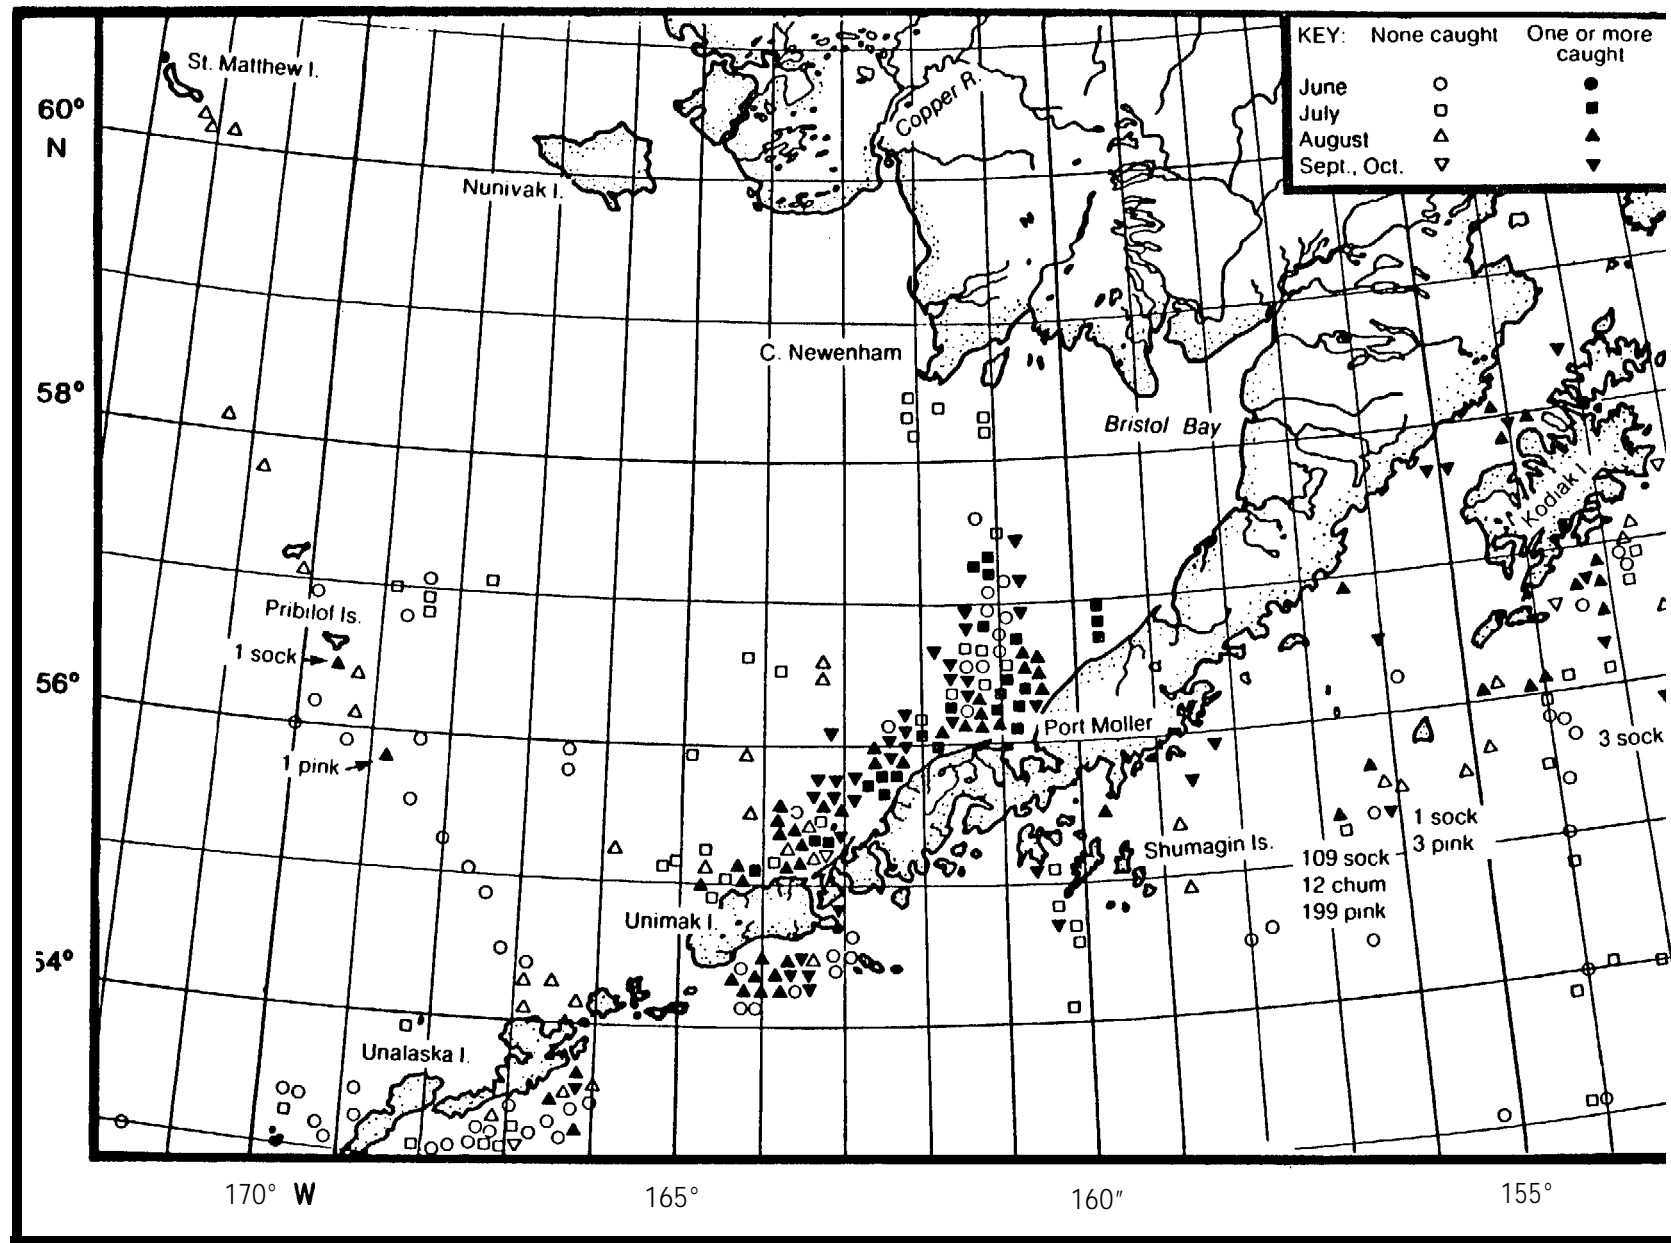 KEY: None caught One or more
caught
June
July
August
Sept., Oct.
St. Matthew I.
60°
N
Copper R.
Nunivak I.
C. Newenham
58°
Bristol Bay
Kodiak I.
Pribilof Is.
1 sock
56°
Port Moller
3 sock
1 pink
1 sock
3 pink
Shumagin Is.
109 sock
12 chum
199 pink
Unimak I.
54°
Unalaska I.
170° W
165°
160″
155°